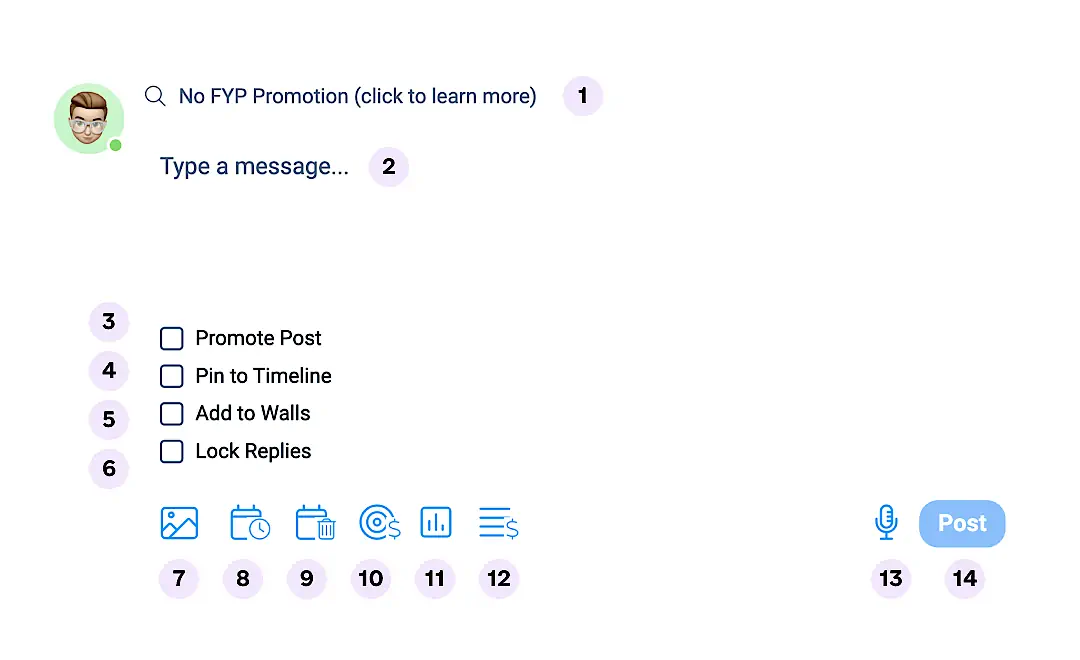 No FYP Promotion (click to learn more) 1
Type a message... 2
3
Promote Post
4
Pin to Timeline
5
Add to Walls
6
Lock Replies
$ $ Post
7 8 9 10 11 12 13 14